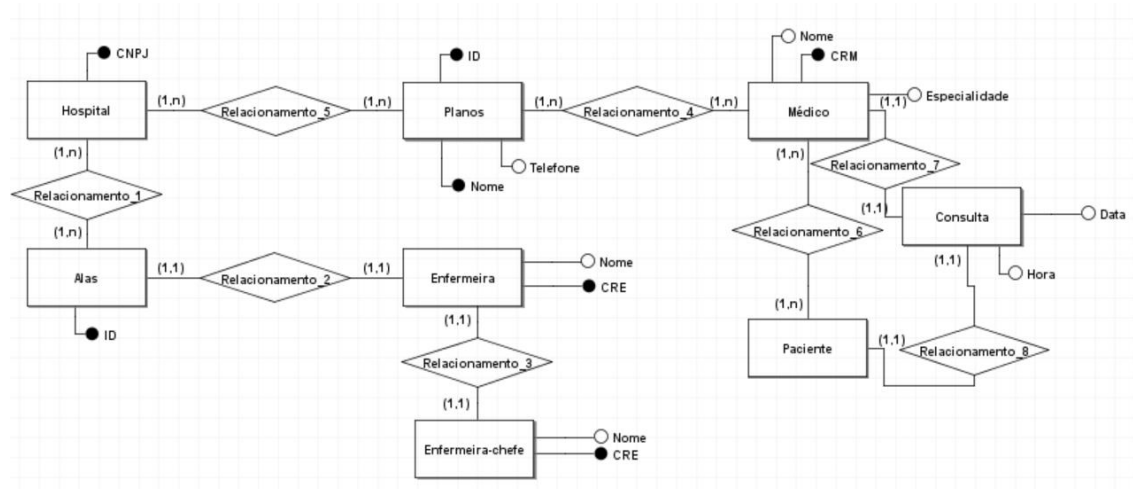 Nome
CNPJ
ID
CRM
Hospital
(1,n)
Relacionamento_5
(1,n)
Planos
(1,n)
Relacionamento_4
(1,n)
Médico
(1,1)
Especialidade
Telefone
Nome
(1,n)
Relacionamento_1
(1,n)
(1,n)
Relacionamento_7
(1,1)
Relacionamento_6
(1,n)
Consulta
Data
Hora
(1,1)
Alas
(1,1)
Relacionamento_2
(1,1)
Enfermeira
Nome
CRE
ID
(1,1)
Relacionamento_3
(1,1)
Paciente
(1,1)
Relacionamento_8
Enfermeira-chefe
Nome
CRE